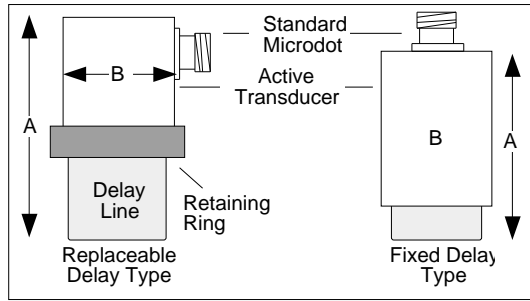 Standard
Microdot
B
Active
Transducer
A
B
A
Delay
Line
Retaining
Ring
Replaceable
Delay Type
Fixed Delay
Type